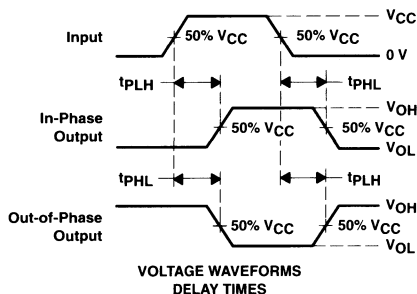 VCC
Input
50% VCC
50% VCC
0 V
tPLH
tPHL
VOH
In-Phase
Output
50% VCC
50% VCC
VOL
tPHL
tPLH
VOH
Out-of-Phase
Output
50% VCC
50% VCC
VOL
VOLTAGE WAVEFORMS
DELAY TIMES